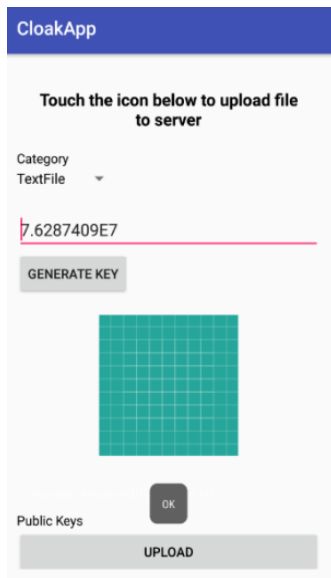 CloakApp
Touch the icon below to upload file
to server
Category
TextFile
7.6287409E7
GENERATE KEY
OK
Public Keys
UPLOAD